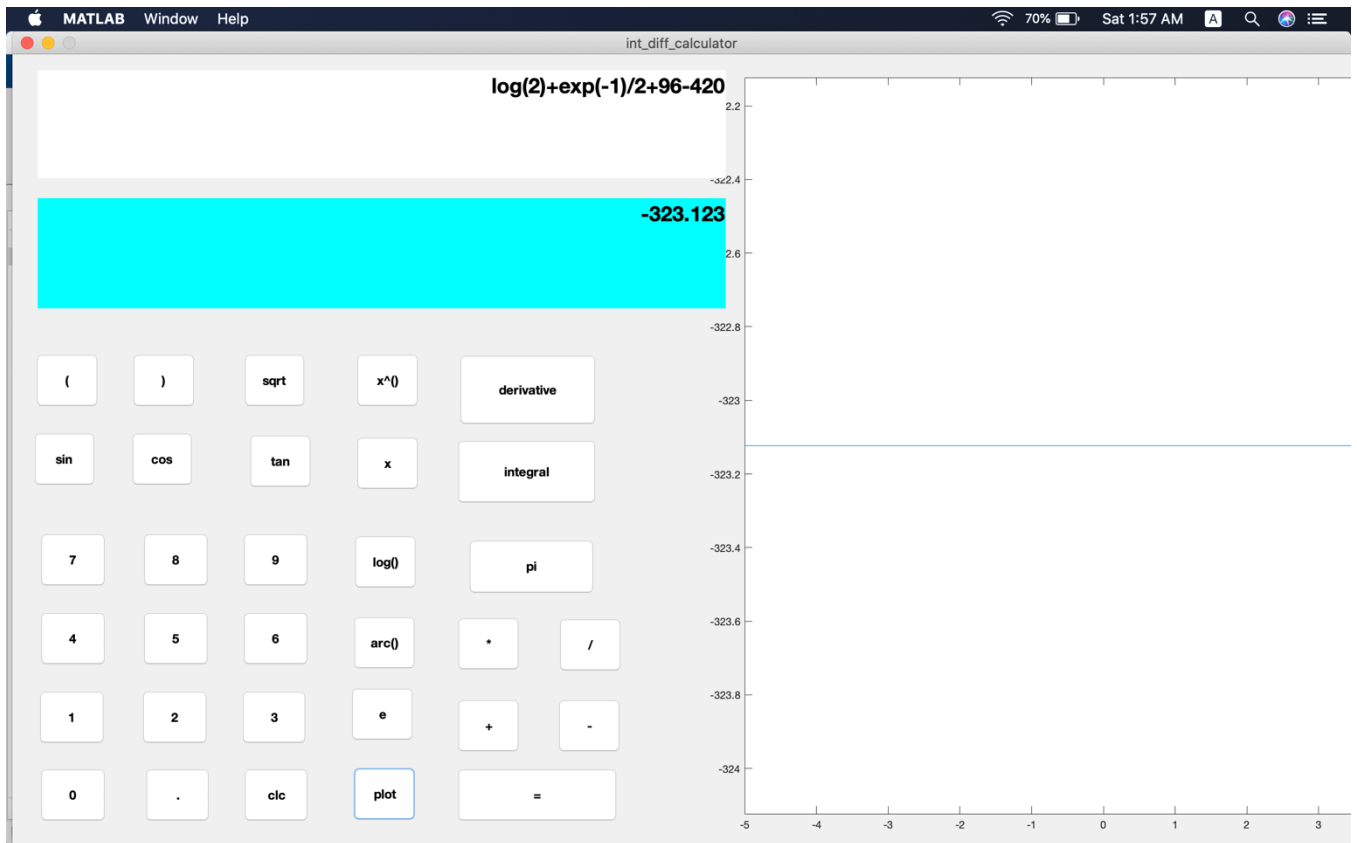 MATLAB Window Help 70% Sat 1:57 AM A
int_diff_calculator
log(2)+exp(-1)/2+96-420
-323.123
( ) sqrt x^() derivative
sin cos tan x integral
7 8 9 log() pi
4 5 6 arc() * /
1 2 3 e + -
0 . clc plot =
2.2
-322.4
2.6
-322.8
-323
-323.2
-323.4
-323.6
-323.8
-324
-5 -4 -3 -2 -1 0 1 2 3